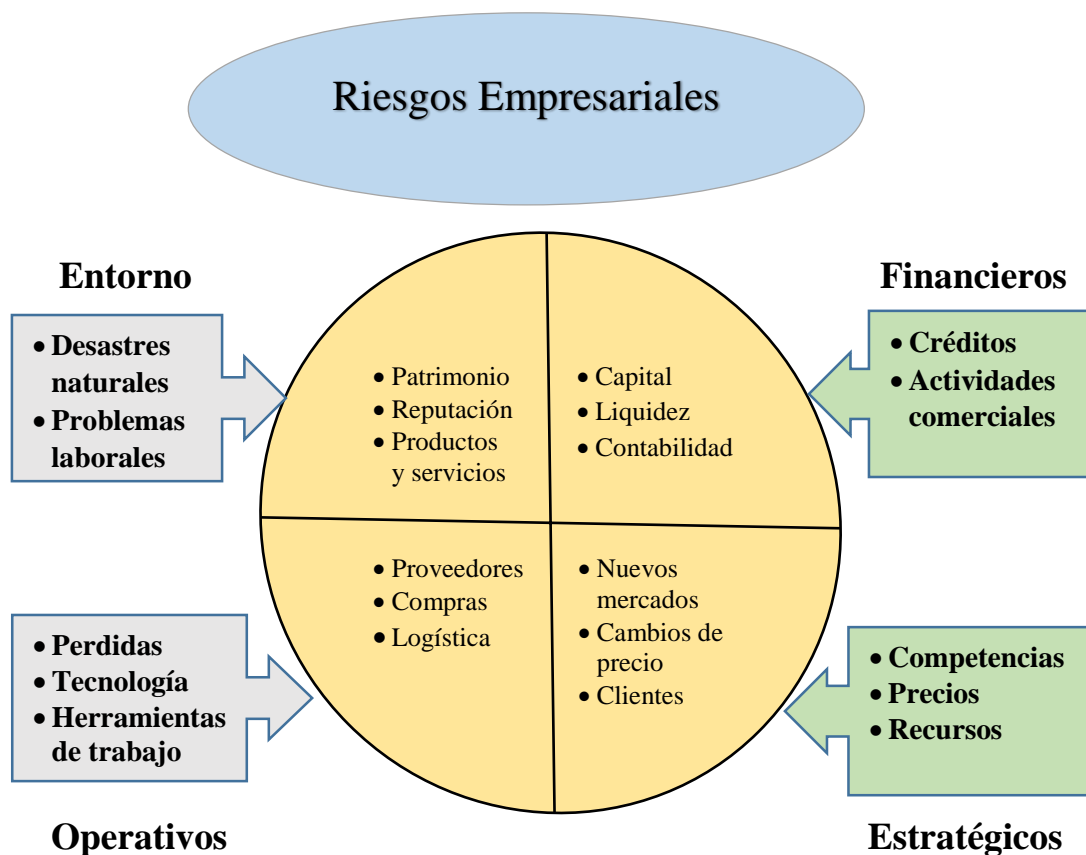 Riesgos Empresariales
Entorno
• Desastres
naturales
• Problemas
laborales
• Patrimonio
• Reputación
• Productos
y servicios
• Capital
• Liquidez
• Contabilidad
Financieros
• Créditos
• Actividades
comerciales
• Perdidas
• Tecnología
• Herramientas
de trabajo
Operativos
• Proveedores
• Compras
• Logística
• Nuevos
mercados
• Cambios de
precio
• Clientes
• Competencias
• Precios
• Recursos
Estratégicos